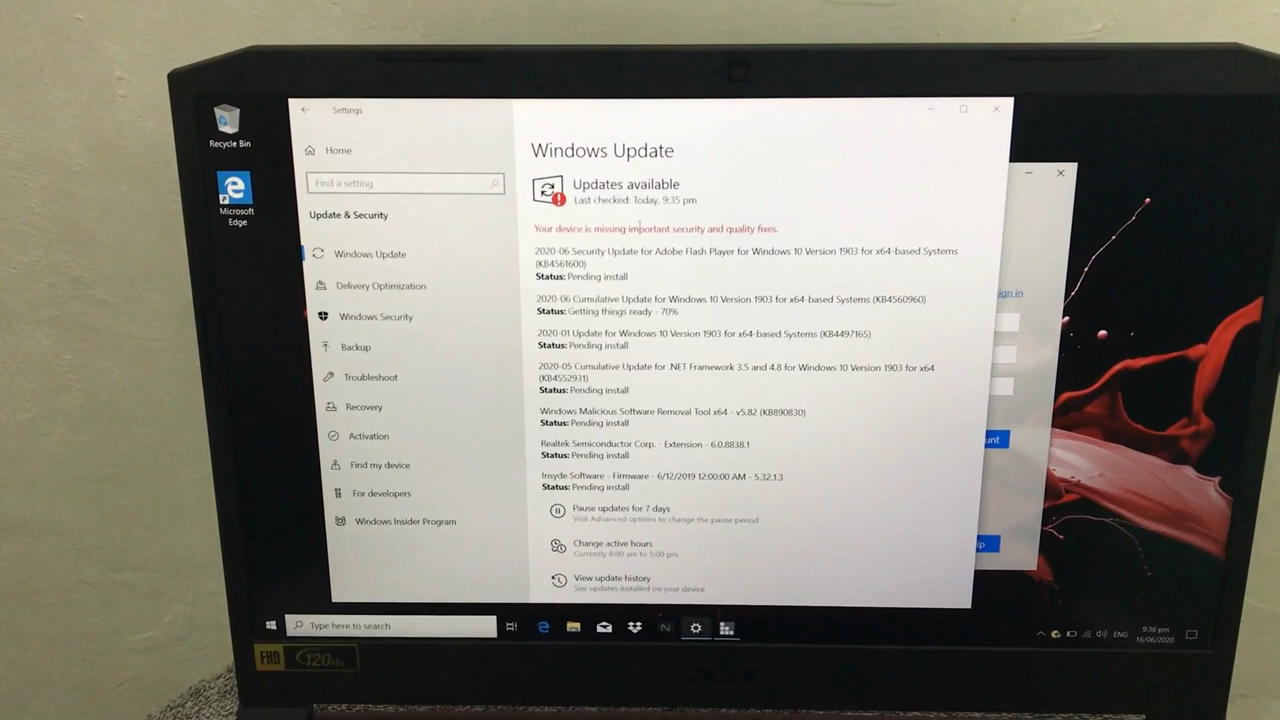 Recycle Bin
Microsoft
Edge
Settings
Home
Find a setting
Update & Security
Windows Update
Delivery Optimization
Windows Security
Backup
Troubleshoot
Recovery
Activation
Find my device
For developers
Windows Insider Program
Windows Update
Updates available
Last checked: Today, 9:35 pm
Your device is missing important security and quality fixes.
2020-06 Security Update for Adobe Flash Player for Windows 10 Version 1903 for x64-based Systems
(KB4561600)
Status: Pending install
2020-06 Cumulative Update for Windows 10 Version 1903 for x64-based Systems (KB4560960)
Status: Getting things ready - 70%
2020-01 Update for Windows 10 Version 1903 for x64-based Systems (KB4497165)
Status: Pending install
2020-05 Cumulative Update for .NET Framework 3.5 and 4.8 for Windows 10 Version 1903 for x64
(KB4552931)
Status: Pending install
Windows Malicious Software Removal Tool x64 - v5.82 (KB890830)
Status: Pending install
Realtek Semiconductor Corp. - Extension - 6.0.8838.1
Status: Pending install
Insyde Software - Firmware - 6/12/2019 12:00:00 AM - 5.32.1.3
Status: Pending install
Pause updates for 7 days
Visit Advanced options to change the pause period
Change active hours
Currently 8:00 am to 5:00 pm
View update history
See updates installed on your device
sign in
unt
ip
Type here to search
N
ENG
9:36 pm
16/06/2020
FHD 120Hz